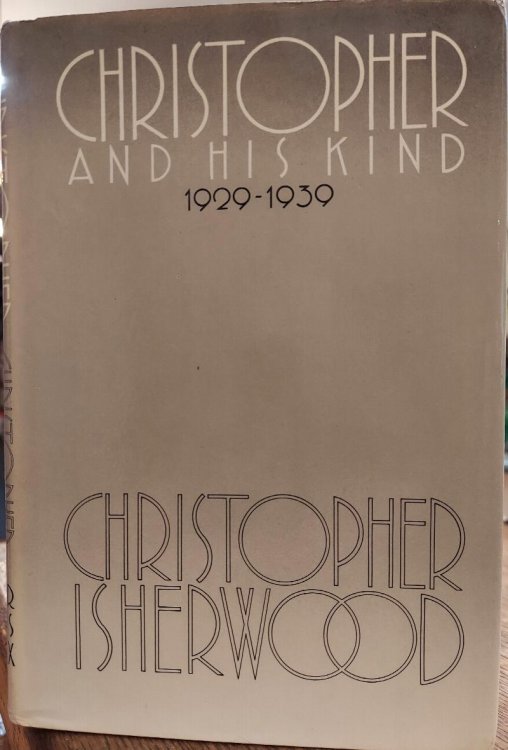 CHRISTOPHER
AND HIS KIND
1929-1939
CHRISTOPHER
ISHERWOOD